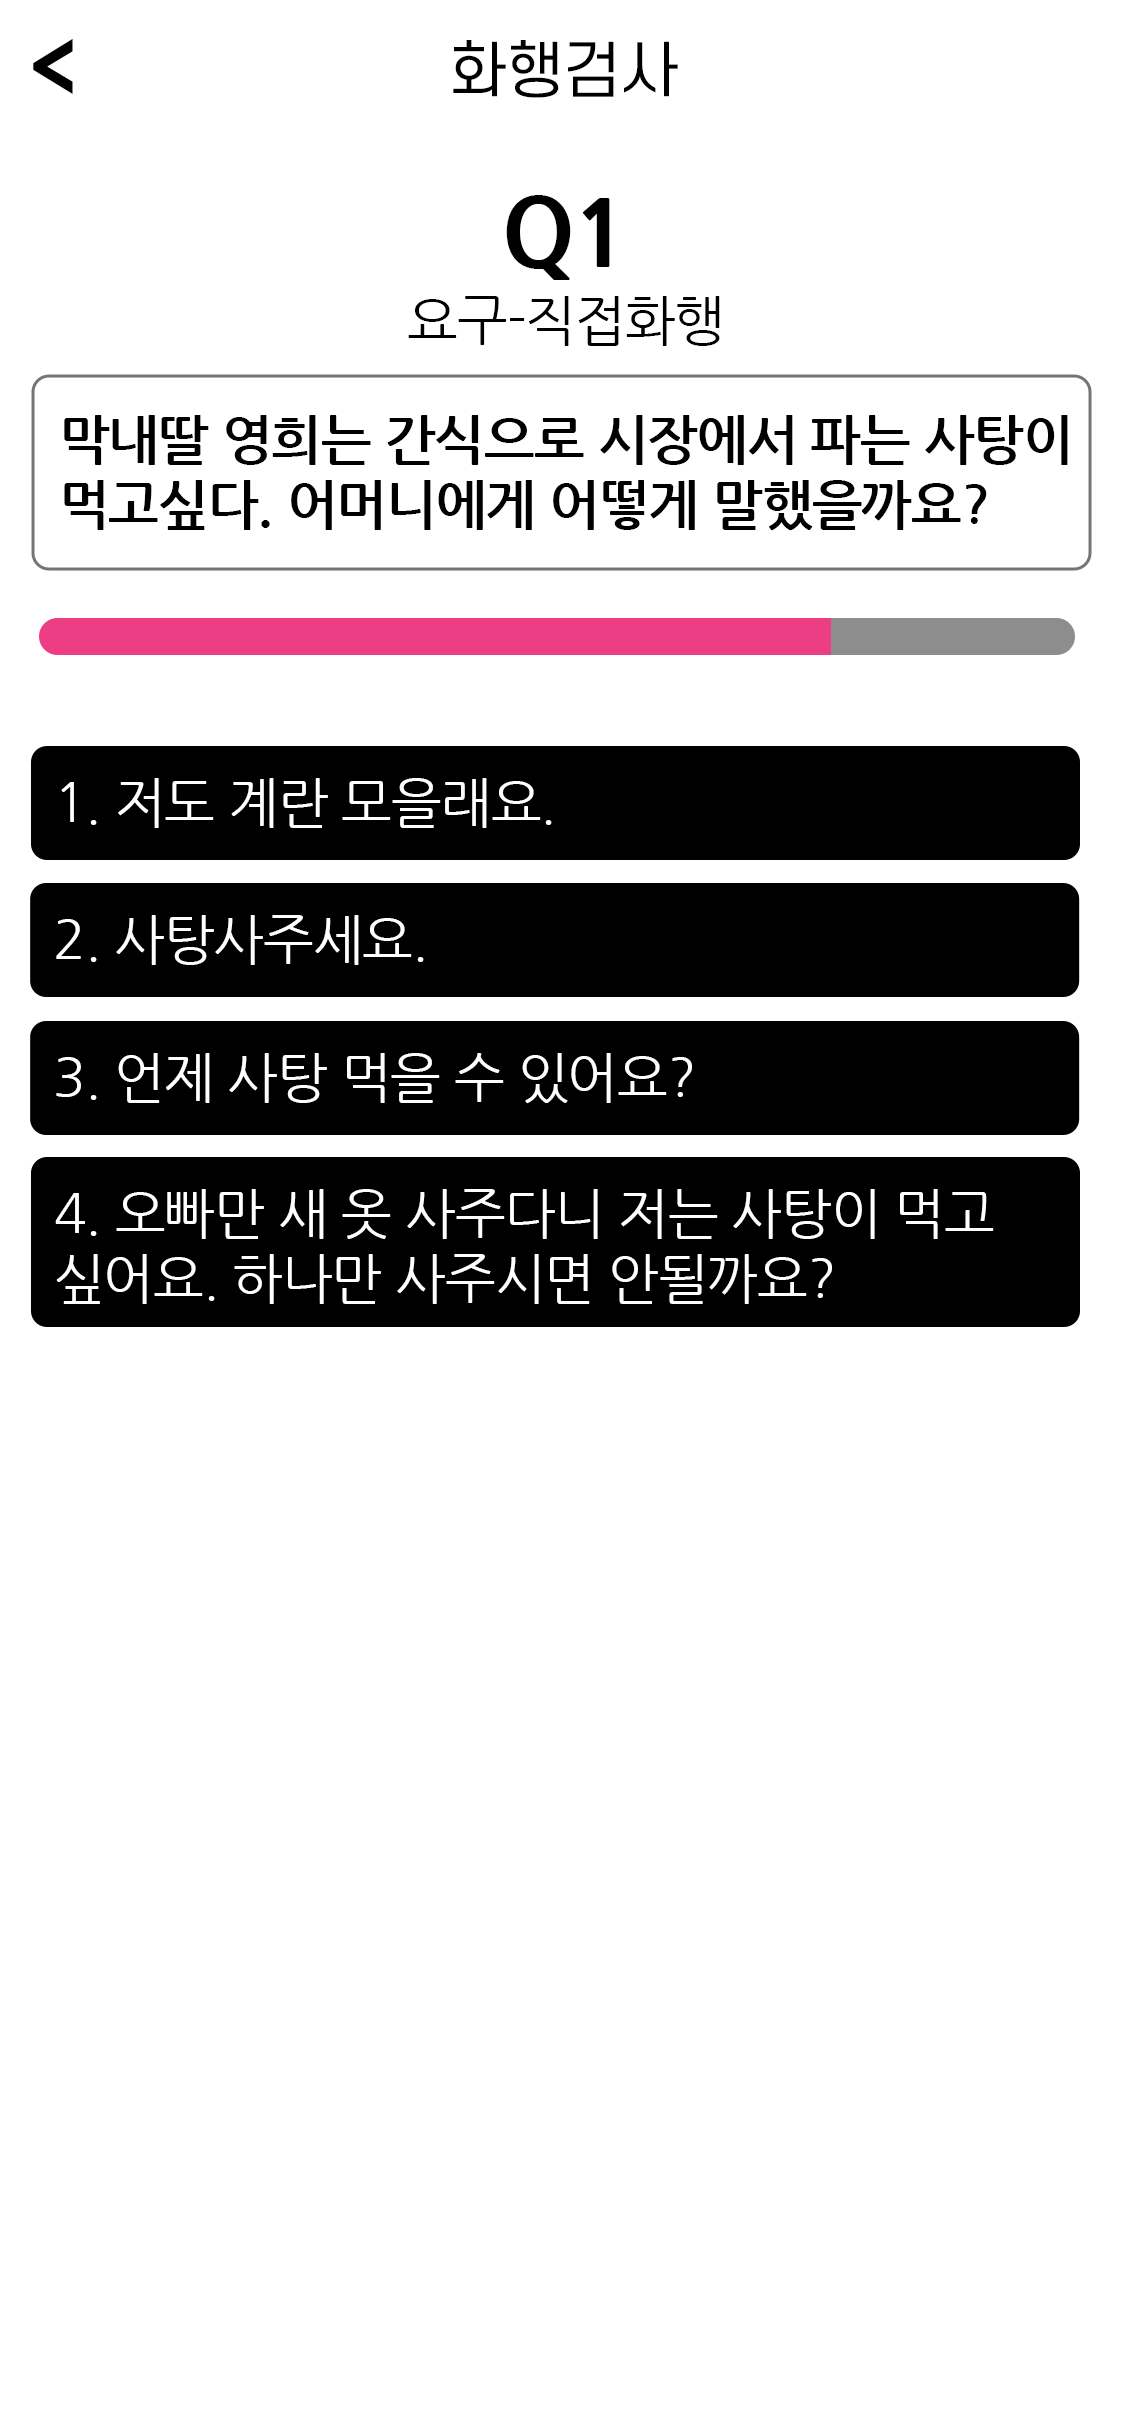 <
화행검사
Q1
요구-직접화행
막내딸 영희는 간식으로 시장에서 파는 사탕이
먹고싶다. 어머니에게 어떻게 말했을까요?
1. 저도 계란 모을래요.
2. 사탕사주세요.
3. 언제 사탕 먹을 수 있어요?
4. 오빠만 새 옷 사주다니 저는 사탕이 먹고
싶어요. 하나만 사주시면 안될까요?